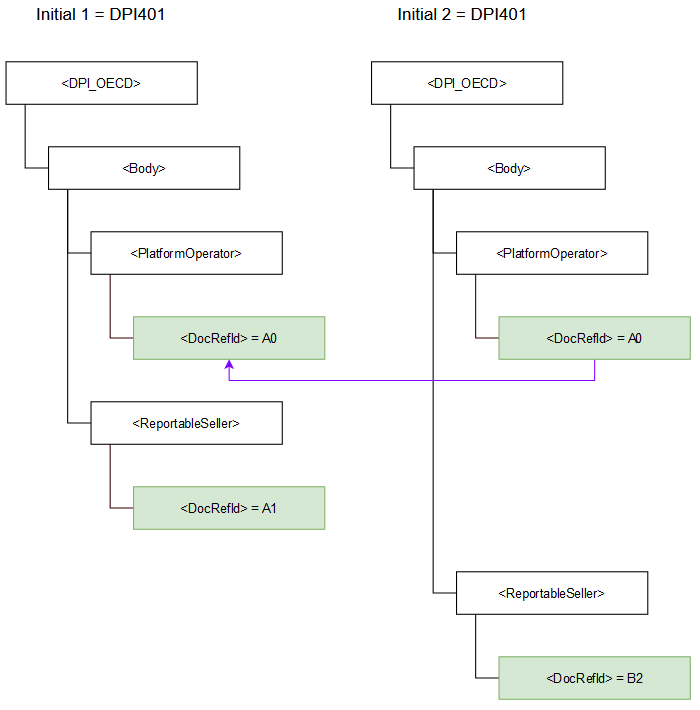 Initial 1 = DPI401
<DPI_OECD>
<Body>
<PlatformOperator>
<DocRefId> = A0
<ReportableSeller>
<DocRefId> = A1
Initial 2 = DPI401
<DPI_OECD>
<Body>
<PlatformOperator>
<DocRefId> = A0
<ReportableSeller>
<DocRefId> = B2